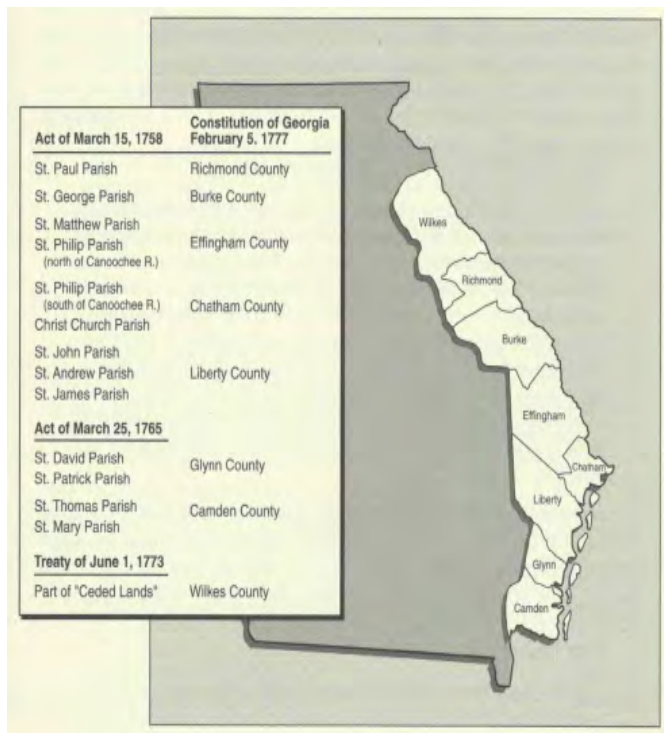 Act of March 15, 1758
Constitution of Georgia
February 5. 1777
St. Paul Parish
Richmond County
St. George Parish
Burke County
St. Matthew Parish
St. Philip Parish
(north of Canoochee R.)
Effingham County
St. Philip Parish
(south of Canoochee R.)
Christ Church Parish
Chatham County
St. John Parish
St. Andrew Parish
St. James Parish
Liberty County
Act of March 25, 1765
St. David Parish
St. Patrick Parish
Glynn County
St. Thomas Parish
St. Mary Parish
Camden County
Treaty of June 1, 1773
Part of "Ceded Lands"
Wilkes County
Wilkes
Richmond
Burke
Effingham
Chatham
Liberty
Glynn
Camden